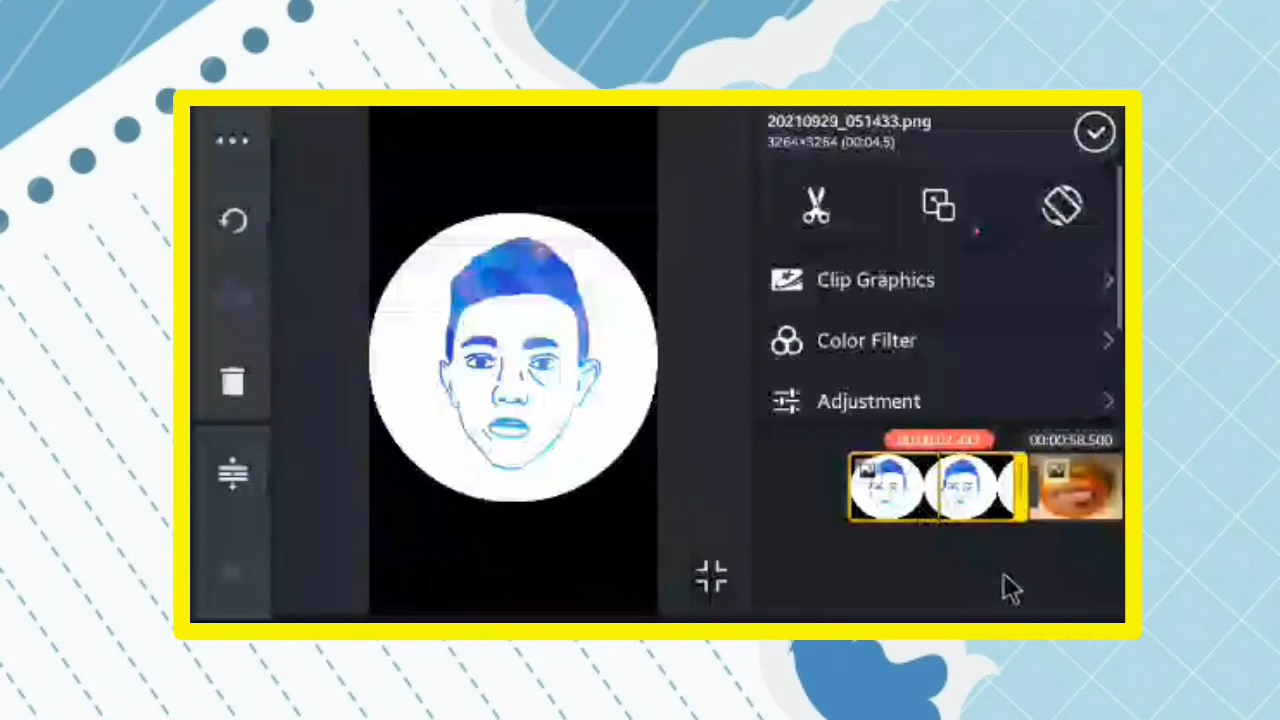 20210929_051433.png
3264×3264 (00:04.5)
Clip Graphics
Color Filter
Adjustment
00:00:58.500